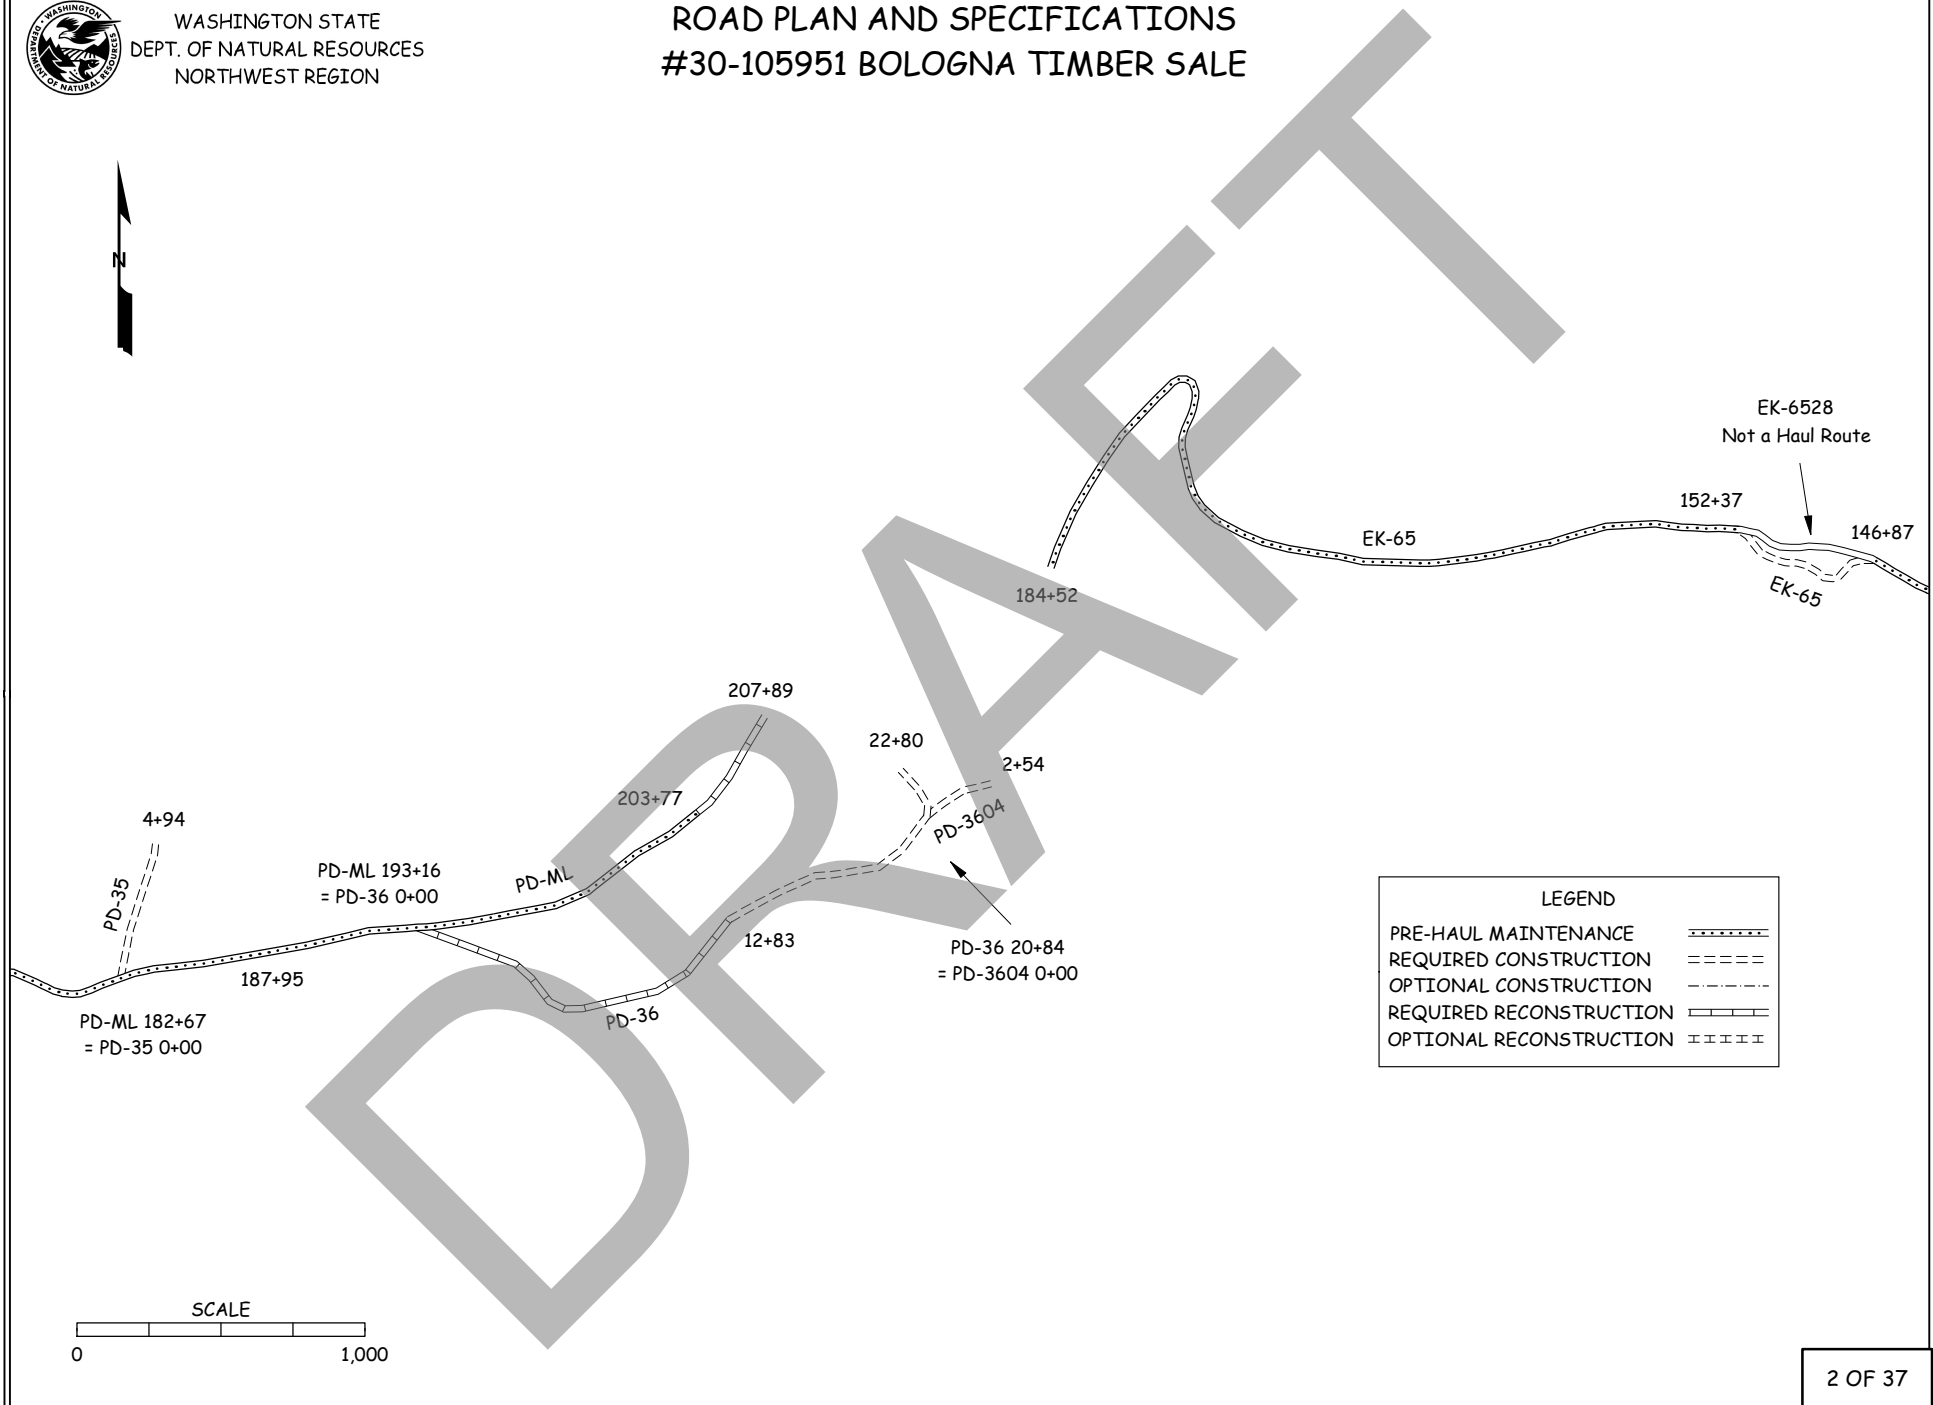 WASHINGTON STATE
DEPT. OF NATURAL RESOURCES
NORTHWEST REGION
WASHINGTON
DEPARTMENT OF NATURAL RESOURCES
ROAD PLAN AND SPECIFICATIONS
#30-105951 BOLOGNA TIMBER SALE
N
DRAFT
EK-6528
Not a Haul Route
152+37
146+87
EK-65
EK-65
184+52
207+89
22+80
2+54
203+77
PD-3604
4+94
PD-35
PD-ML 193+16
= PD-36 0+00
PD-ML
12+83
PD-36 20+84
= PD-3604 0+00
187+95
PD-36
PD-ML 182+67
= PD-35 0+00
LEGEND
PRE-HAUL MAINTENANCE
REQUIRED CONSTRUCTION
OPTIONAL CONSTRUCTION
REQUIRED RECONSTRUCTION
OPTIONAL RECONSTRUCTION
SCALE
0 1,000
2 OF 37